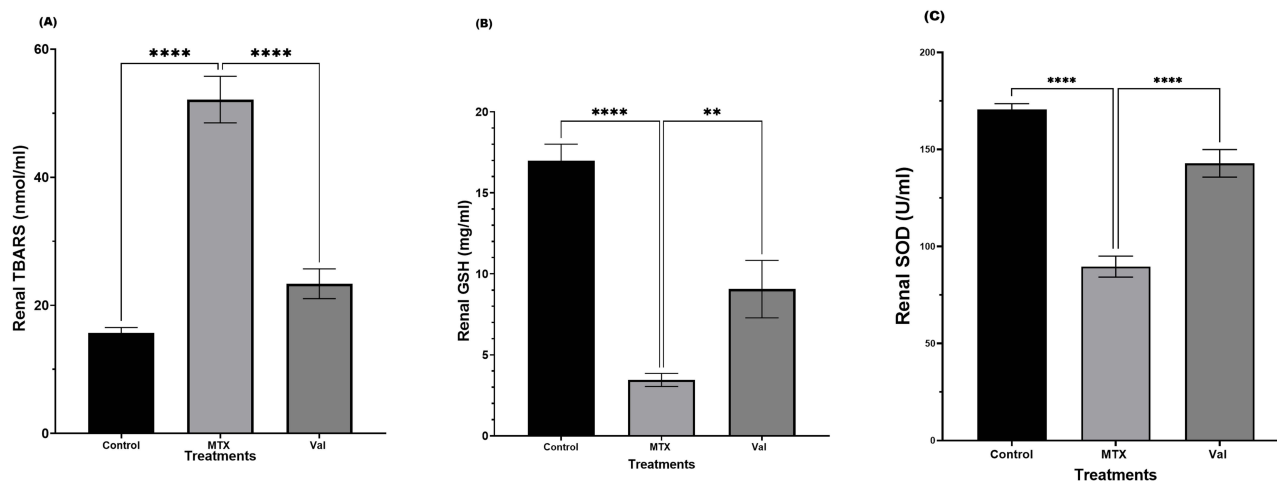 (A)
**** ****
Renal TBARS (nmol/ml)
60
40
20
0
Control MTX Val
Treatments
(B)
**** **
Renal GSH (mg/ml)
20
15
10
5
0
Control MTX Val
Treatments
(C)
**** ****
Renal SOD (U/ml)
200
150
100
50
0
Control MTX Val
Treatments